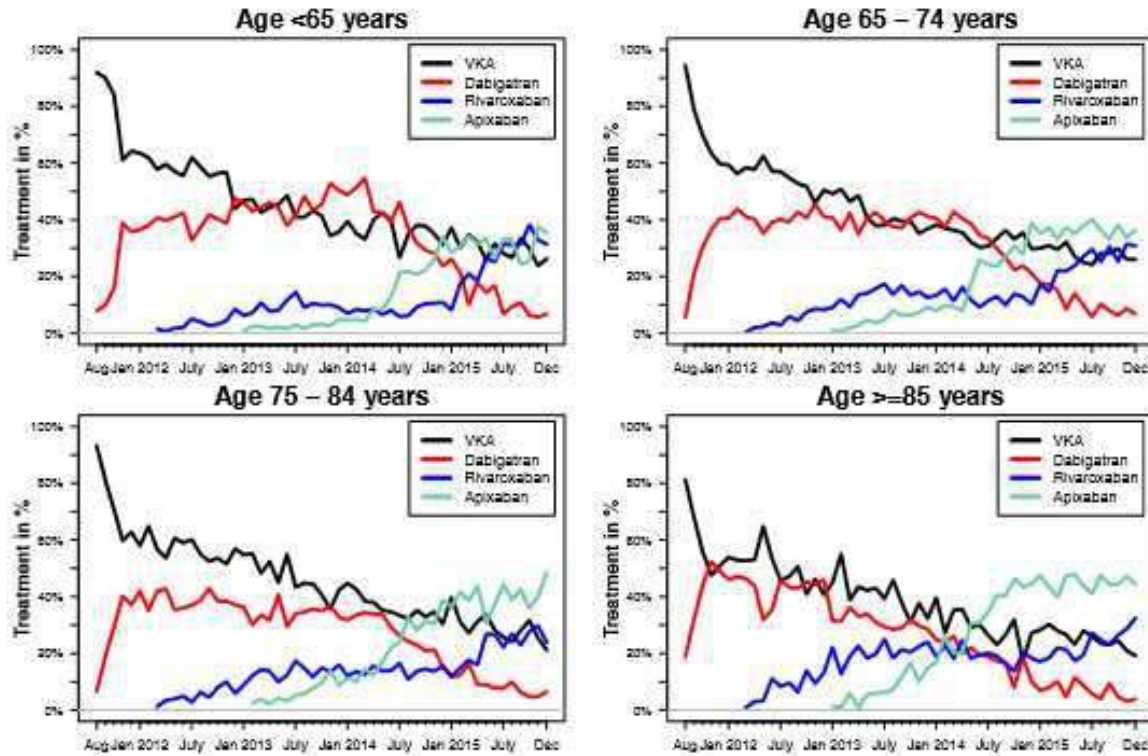 Age <65 years
Treatment in %
100%
80%
60%
40%
20%
0%
VKA
Dabigatran
Rivaroxaban
Apixaban
Aug Jan 2012 July Jan 2013 July Jan 2014 July Jan 2015 July Dec
Age 65 – 74 years
Treatment in %
100%
80%
60%
40%
20%
0%
VKA
Dabigatran
Rivaroxaban
Apixaban
Aug Jan 2012 July Jan 2013 July Jan 2014 July Jan 2015 July Dec
Age 75 – 84 years
Treatment in %
100%
80%
60%
40%
20%
0%
VKA
Dabigatran
Rivaroxaban
Apixaban
Aug Jan 2012 July Jan 2013 July Jan 2014 July Jan 2015 July Dec
Age >=85 years
Treatment in %
100%
80%
60%
40%
20%
0%
VKA
Dabigatran
Rivaroxaban
Apixaban
Aug Jan 2012 July Jan 2013 July Jan 2014 July Jan 2015 July Dec